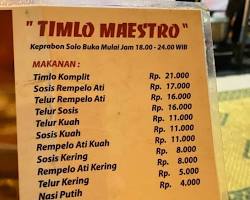 " TIMLO MAESTRO "
Keprabon Solo Buka Mulai Jam 18.00 - 24.00 WIB
MAKANAN :
Timlo Komplit Rp. 21.000
Sosis Rempelo Ati Rp. 17.000
Telur Rempelo Ati Rp. 16.000
Telur Sosis Rp. 16.000
Telur Kuah Rp. 11.000
Sosis Kuah Rp. 11.000
Rempelo Ati Kuah Rp. 11.000
Sosis Kering Rp. 8.000
Rempelo Ati Kering Rp. 8.000
Telur Kering Rp. 5.000
Nasi Putih Rp. 4.000